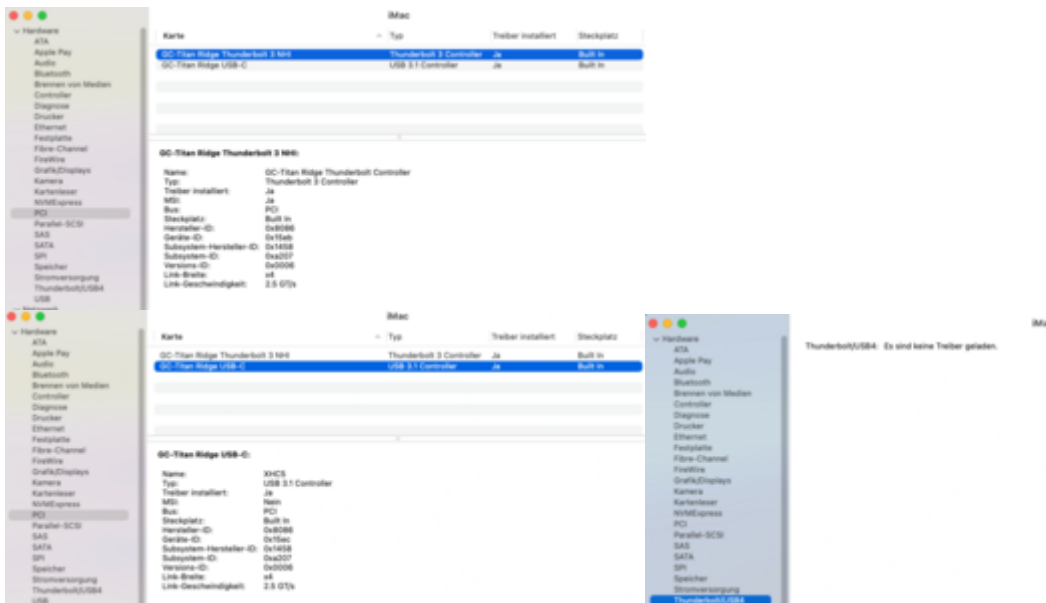 iMac
Hardware
ATA
Apple Pay
Audio
Bluetooth
Brennen von Medien
Controller
Diagnose
Drucker
Ethernet
Festplatte
Fibre-Channel
FireWire
Grafik/Displays
Kamera
Kartenleser
NVMExpress
PCI
Parallel-SCSI
SAS
SATA
SPI
Speicher
Stromversorgung
Thunderbolt/USB4
USB
Netzwerk
Karte Typ Treiber installiert Steckplatz
GC-Titan Ridge Thunderbolt 3 NHI Thunderbolt 3 Controller Ja Built In
GC-Titan Ridge USB-C USB 3.1 Controller Ja Built In
GC-Titan Ridge Thunderbolt 3 NHI:
Name: GC-Titan Ridge Thunderbolt Controller
Typ: Thunderbolt 3 Controller
Treiber installiert: Ja
MSI: Ja
Bus: PCI
Steckplatz: Built In
Hersteller-ID: 0x8086
Geräte-ID: 0x15eb
Subsystem-Hersteller-ID: 0x1458
Subsystem-ID: 0xa207
Versions-ID: 0x0006
Link-Breite: x4
Link-Geschwindigkeit: 2.5 GT/s
iMac
Hardware
ATA
Apple Pay
Audio
Bluetooth
Brennen von Medien
Controller
Diagnose
Drucker
Ethernet
Festplatte
Fibre-Channel
FireWire
Grafik/Displays
Kamera
Kartenleser
NVMExpress
PCI
Parallel-SCSI
SAS
SATA
SPI
Speicher
Stromversorgung
Thunderbolt/USB4
USB
Karte Typ Treiber installiert Steckplatz
GC-Titan Ridge Thunderbolt 3 NHI Thunderbolt 3 Controller Ja Built In
GC-Titan Ridge USB-C USB 3.1 Controller Ja Built In
GC-Titan Ridge USB-C:
Name: XHC5
Typ: USB 3.1 Controller
Treiber installiert: Ja
MSI: Nein
Bus: PCI
Steckplatz: Built In
Hersteller-ID: 0x8086
Geräte-ID: 0x15ec
Subsystem-Hersteller-ID: 0x1458
Subsystem-ID: 0xa207
Versions-ID: 0x0006
Link-Breite: x4
Link-Geschwindigkeit: 2.5 GT/s
Hardware
ATA
Apple Pay
Audio
Bluetooth
Brennen von Medien
Controller
Diagnose
Drucker
Ethernet
Festplatte
Fibre-Channel
FireWire
Grafik/Displays
Kamera
Kartenleser
NVMExpress
PCI
Parallel-SCSI
SAS
SATA
SPI
Speicher
Stromversorgung
Thunderbolt/USB4
Thunderbolt/USB4: Es sind keine Treiber geladen.